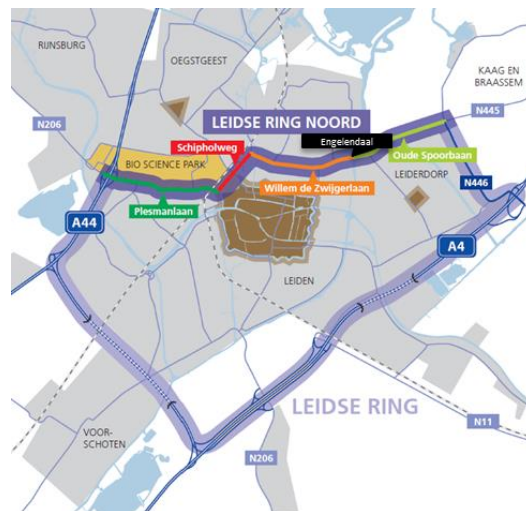 RIJNSBURG
OEGSTGEEST
KAAG EN
BRAASSEM
N206
LEIDSE RING NOORD
N445
Engelendaal
Schipholweg
Oude Spoorbaan
BIO SCIENCE PARK
Willem de Zwijgerlaan
LEIDERDORP
N446
Plesmanlaan
A44
A4
LEIDEN
LEIDSE RING
VOOR-
SCHOTEN
N11
N206